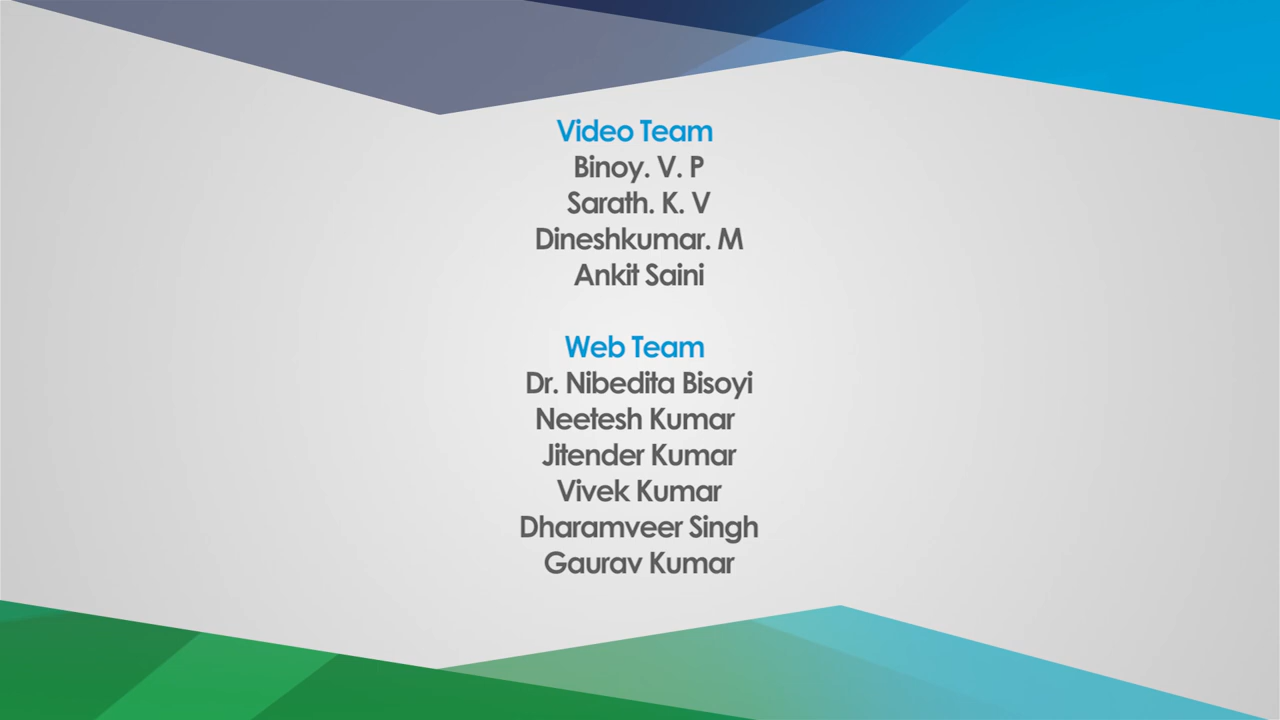 Video Team
Binoy. V. P
Sarath. K. V
Dineshkumar. M
Ankit Saini
Web Team
Dr. Nibedita Bisoyi
Neetesh Kumar
Jitender Kumar
Vivek Kumar
Dharamveer Singh
Gaurav Kumar